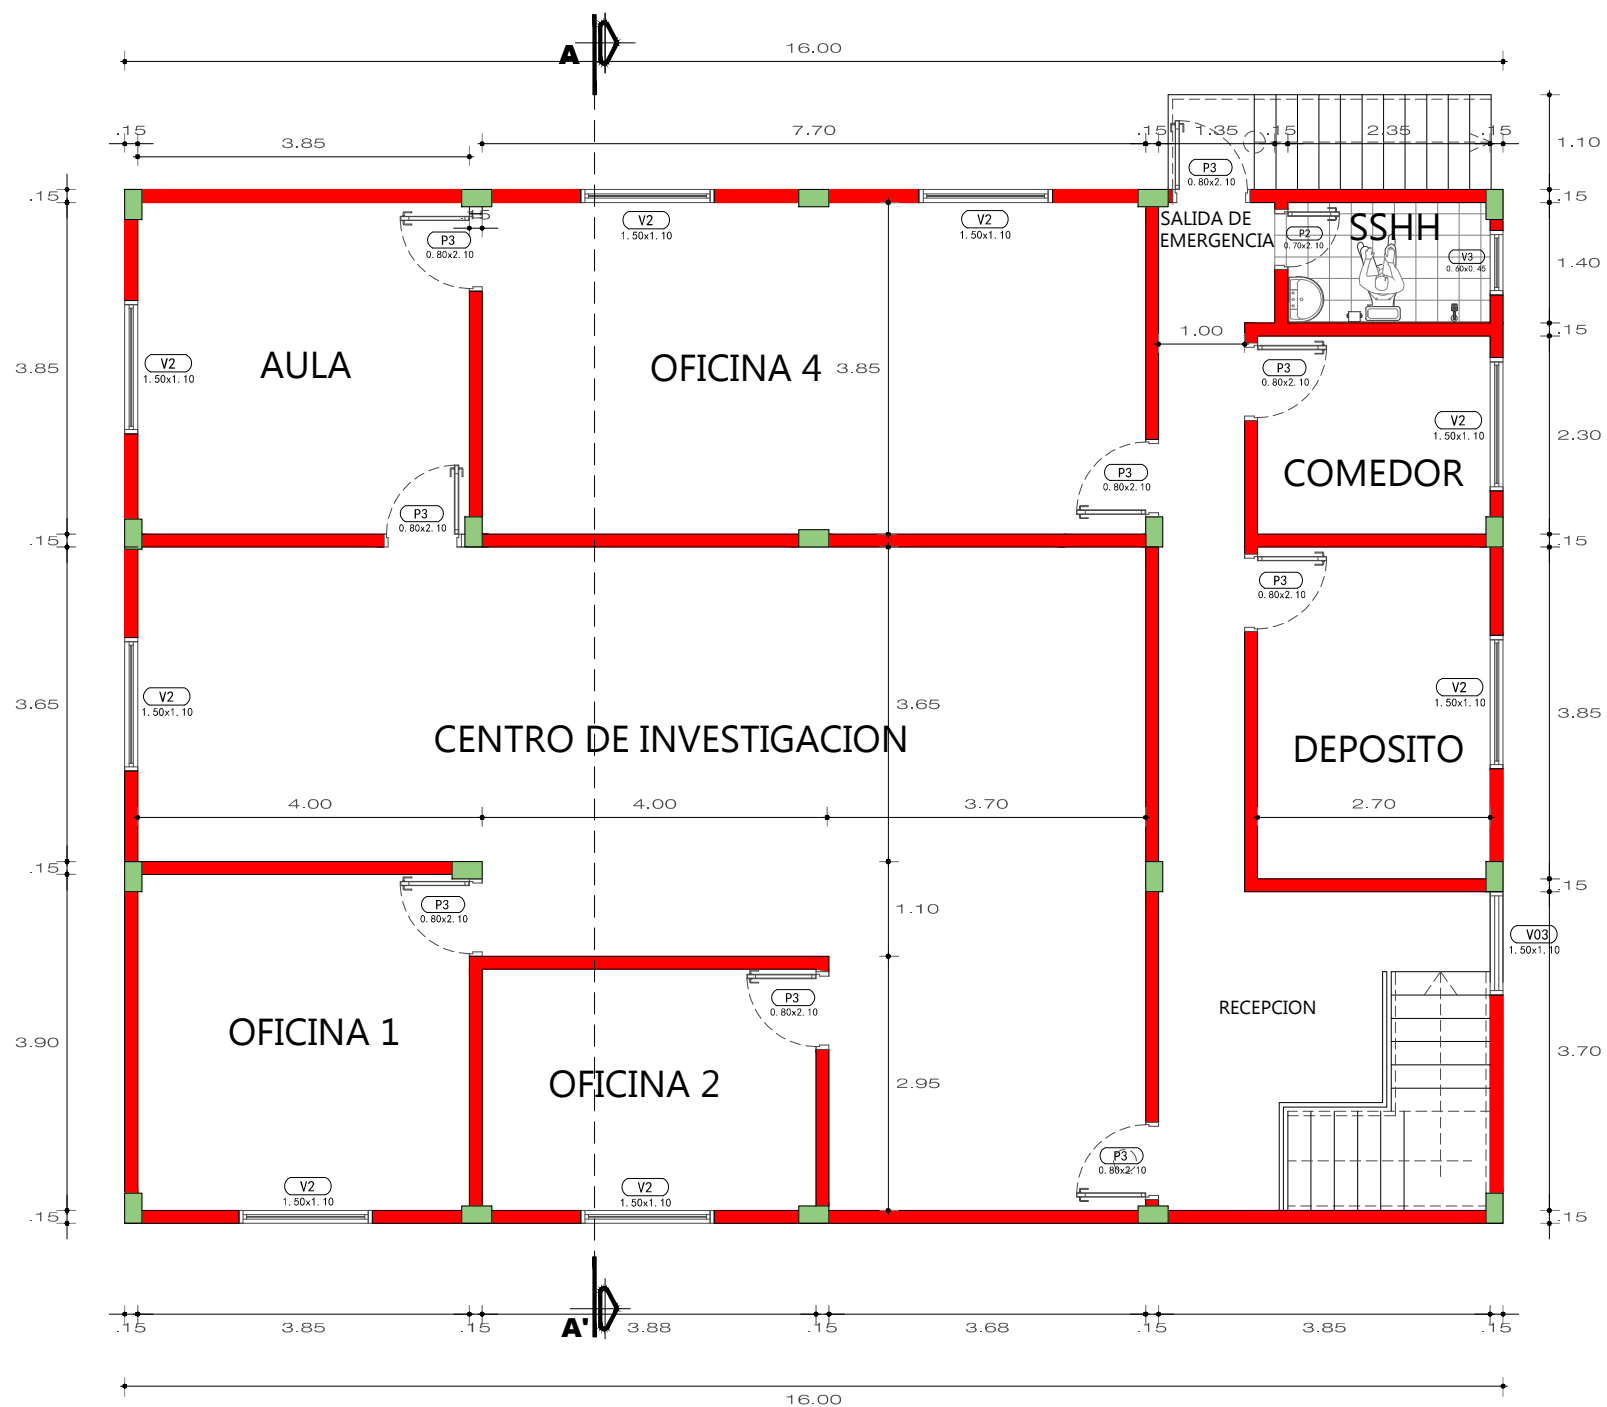 16.00
A
.15
3.85
7.70
.15
1.35
.15
2.35
.15
1.10
P3
0.80x2.10
.15
.15
.15
V2
1.50x1.10
V2
1.50x1.10
SALIDA DE
EMERGENCIA
P2
0.70x2.10
SSHH
V3
0.60x0.45
P3
0.80x2.10
1.40
1.00
.15
V2
1.50x1.10
3.85
AULA
OFICINA 4
3.85
P3
0.80x2.10
V2
1.50x1.10
2.30
COMEDOR
P3
0.80x2.10
P3
0.80x2.10
.15
.15
P3
0.80x2.10
V2
1.50x1.10
V2
1.50x1.10
3.65
3.65
3.85
CENTRO DE INVESTIGACION
DEPOSITO
4.00
4.00
3.70
2.70
.15
.15
P3
0.80x2.10
1.10
V03
1.50x1.10
P3
0.80x2.10
RECEPCION
OFICINA 1
3.90
3.70
OFICINA 2
2.95
P3
0.80x2.10
V2
1.50x1.10
V2
1.50x1.10
.15
.15
A'
.15
3.85
.15
3.88
.15
3.68
.15
3.85
.15
16.00